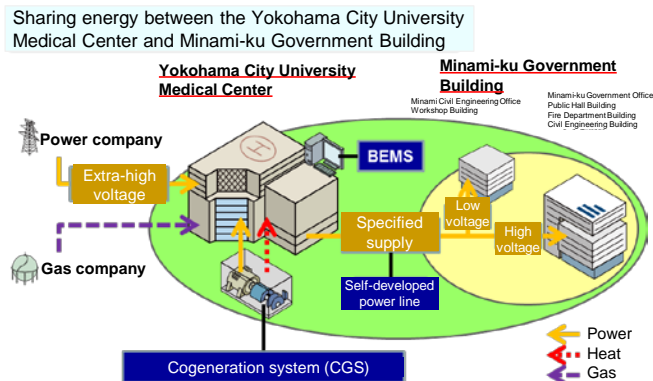 Sharing energy between the Yokohama City University
Medical Center and Minami-ku Government Building
Yokohama City University
Medical Center
Minami-ku Government
Building
Minami Civil Engineering Office
Workshop Building
Minami-ku Government Office
Public Hall Building
Fire Department Building
Civil Engineering Building
Power company
BEMS
Extra-high
voltage
Specified
supply
Low
voltage
High
voltage
Gas company
Self-developed
power line
Cogeneration system (CGS)
Power
Heat
Gas